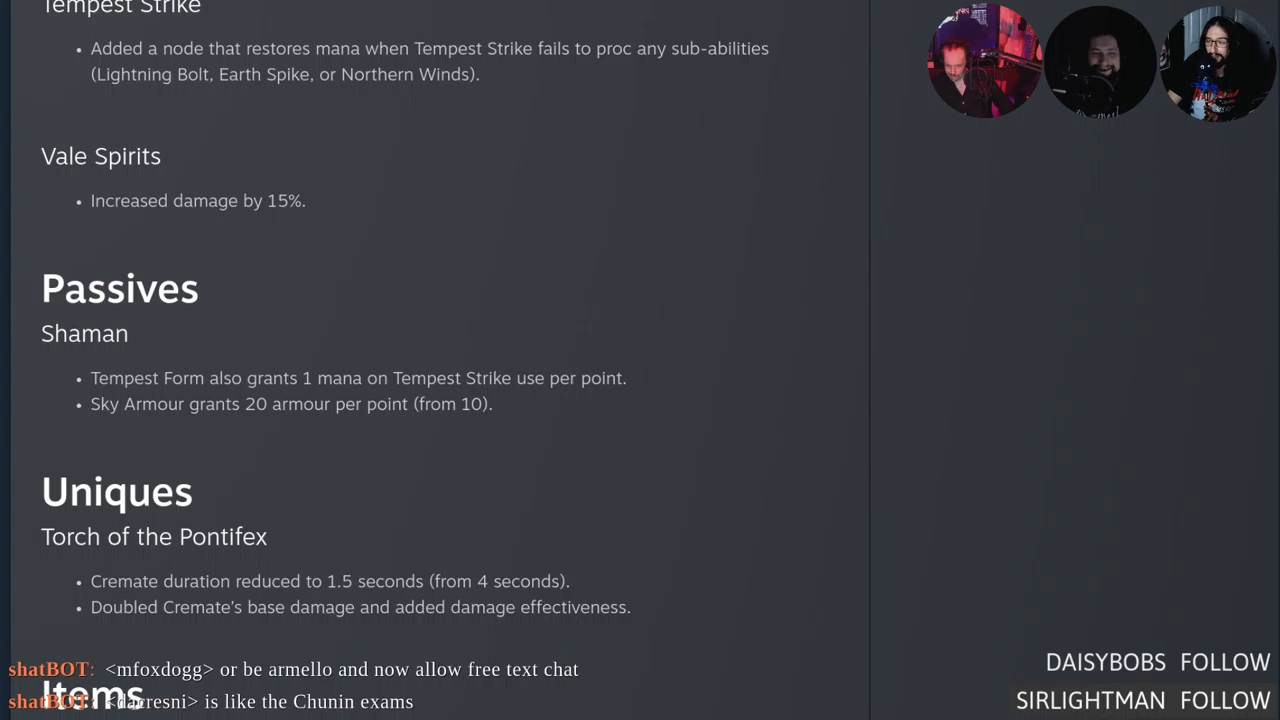 Tempest Strike
• Added a node that restores mana when Tempest Strike fails to proc any sub-abilities
(Lightning Bolt, Earth Spike, or Northern Winds).
Vale Spirits
• Increased damage by 15%.
Passives
Shaman
• Tempest Form also grants 1 mana on Tempest Strike use per point.
• Sky Armour grants 20 armour per point (from 10).
Uniques
Torch of the Pontifex
• Cremate duration reduced to 1.5 seconds (from 4 seconds).
• Doubled Cremate's base damage and added damage effectiveness.
shatBOT: <mfoxdogg> or be armello and now allow free text chat
Items
shatBOT: <dacresni> is like the Chunin exams
DAISYBOBS FOLLOW
SIRLIGHTMAN FOLLOW